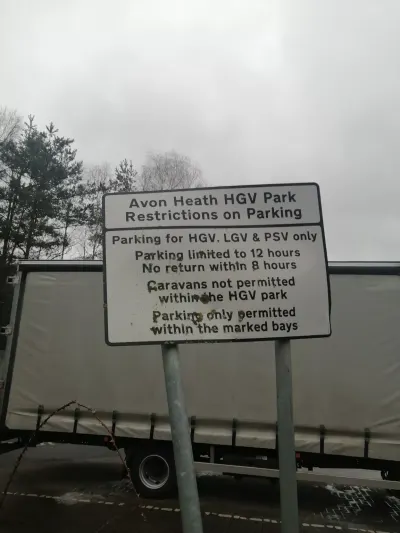 Avon Heath HGV Park
Restrictions on Parking
Parking for HGV. LGV & PSV only
Parking limited to 12 hours
No return within 8 hours
Caravans not permitted
within the HGV park
Parking only permitted
within the marked bays